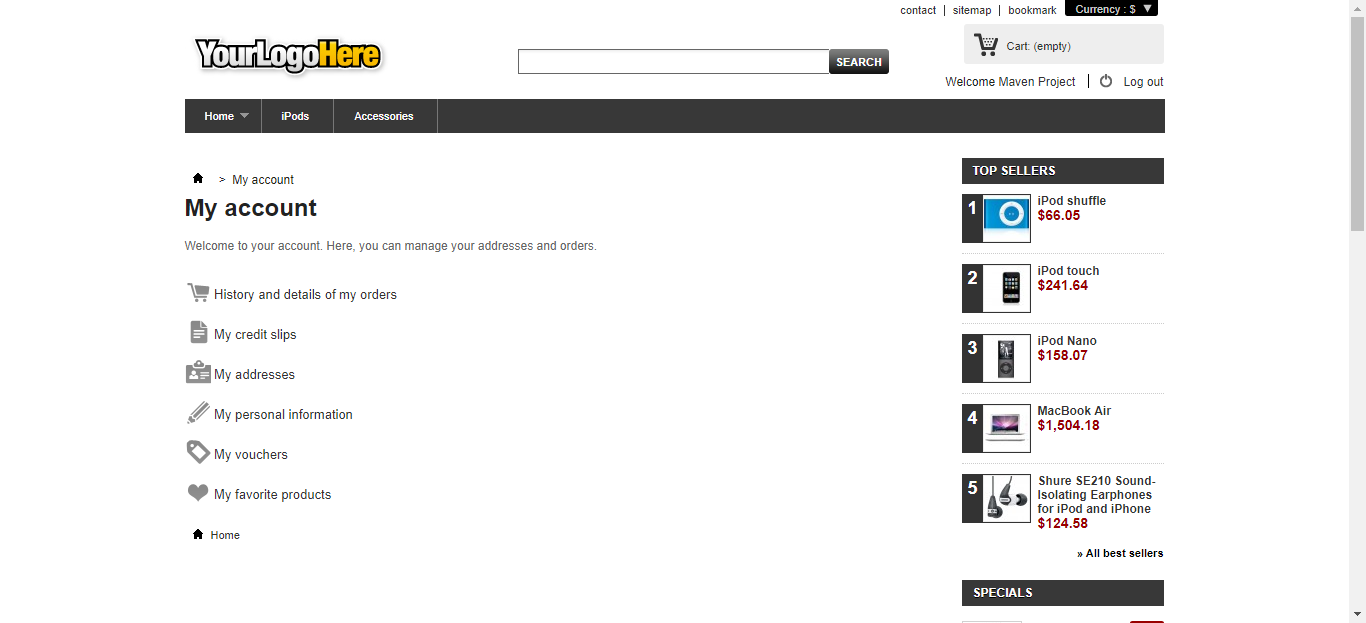 contact | sitemap | bookmark Currency : $ ▼
YourLogoHere
SEARCH
Cart: (empty)
Welcome Maven Project | Log out
Home iPods Accessories
> My account
My account
Welcome to your account. Here, you can manage your addresses and orders.
History and details of my orders
My credit slips
My addresses
My personal information
My vouchers
My favorite products
Home
TOP SELLERS
1 iPod shuffle
$66.05
2 iPod touch
$241.64
3 iPod Nano
$158.07
4 MacBook Air
$1,504.18
5 Shure SE210 Sound-
Isolating Earphones
for iPod and iPhone
$124.58
» All best sellers
SPECIALS